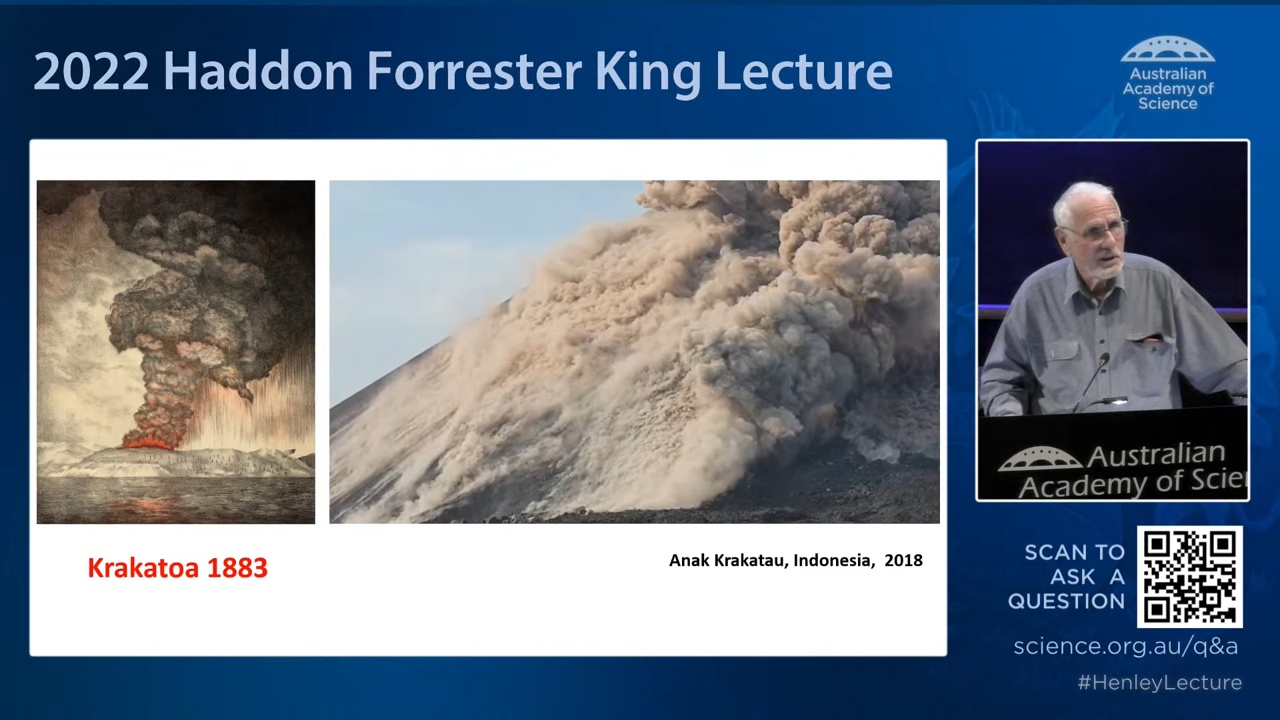 2022 Haddon Forrester King Lecture
Australian
Academy of
Science
Krakatoa 1883
Anak Krakatau, Indonesia, 2018
Australian
Academy of Scie
SCAN TO
ASK A
QUESTION
science.org.au/q&a
#HenleyLecture